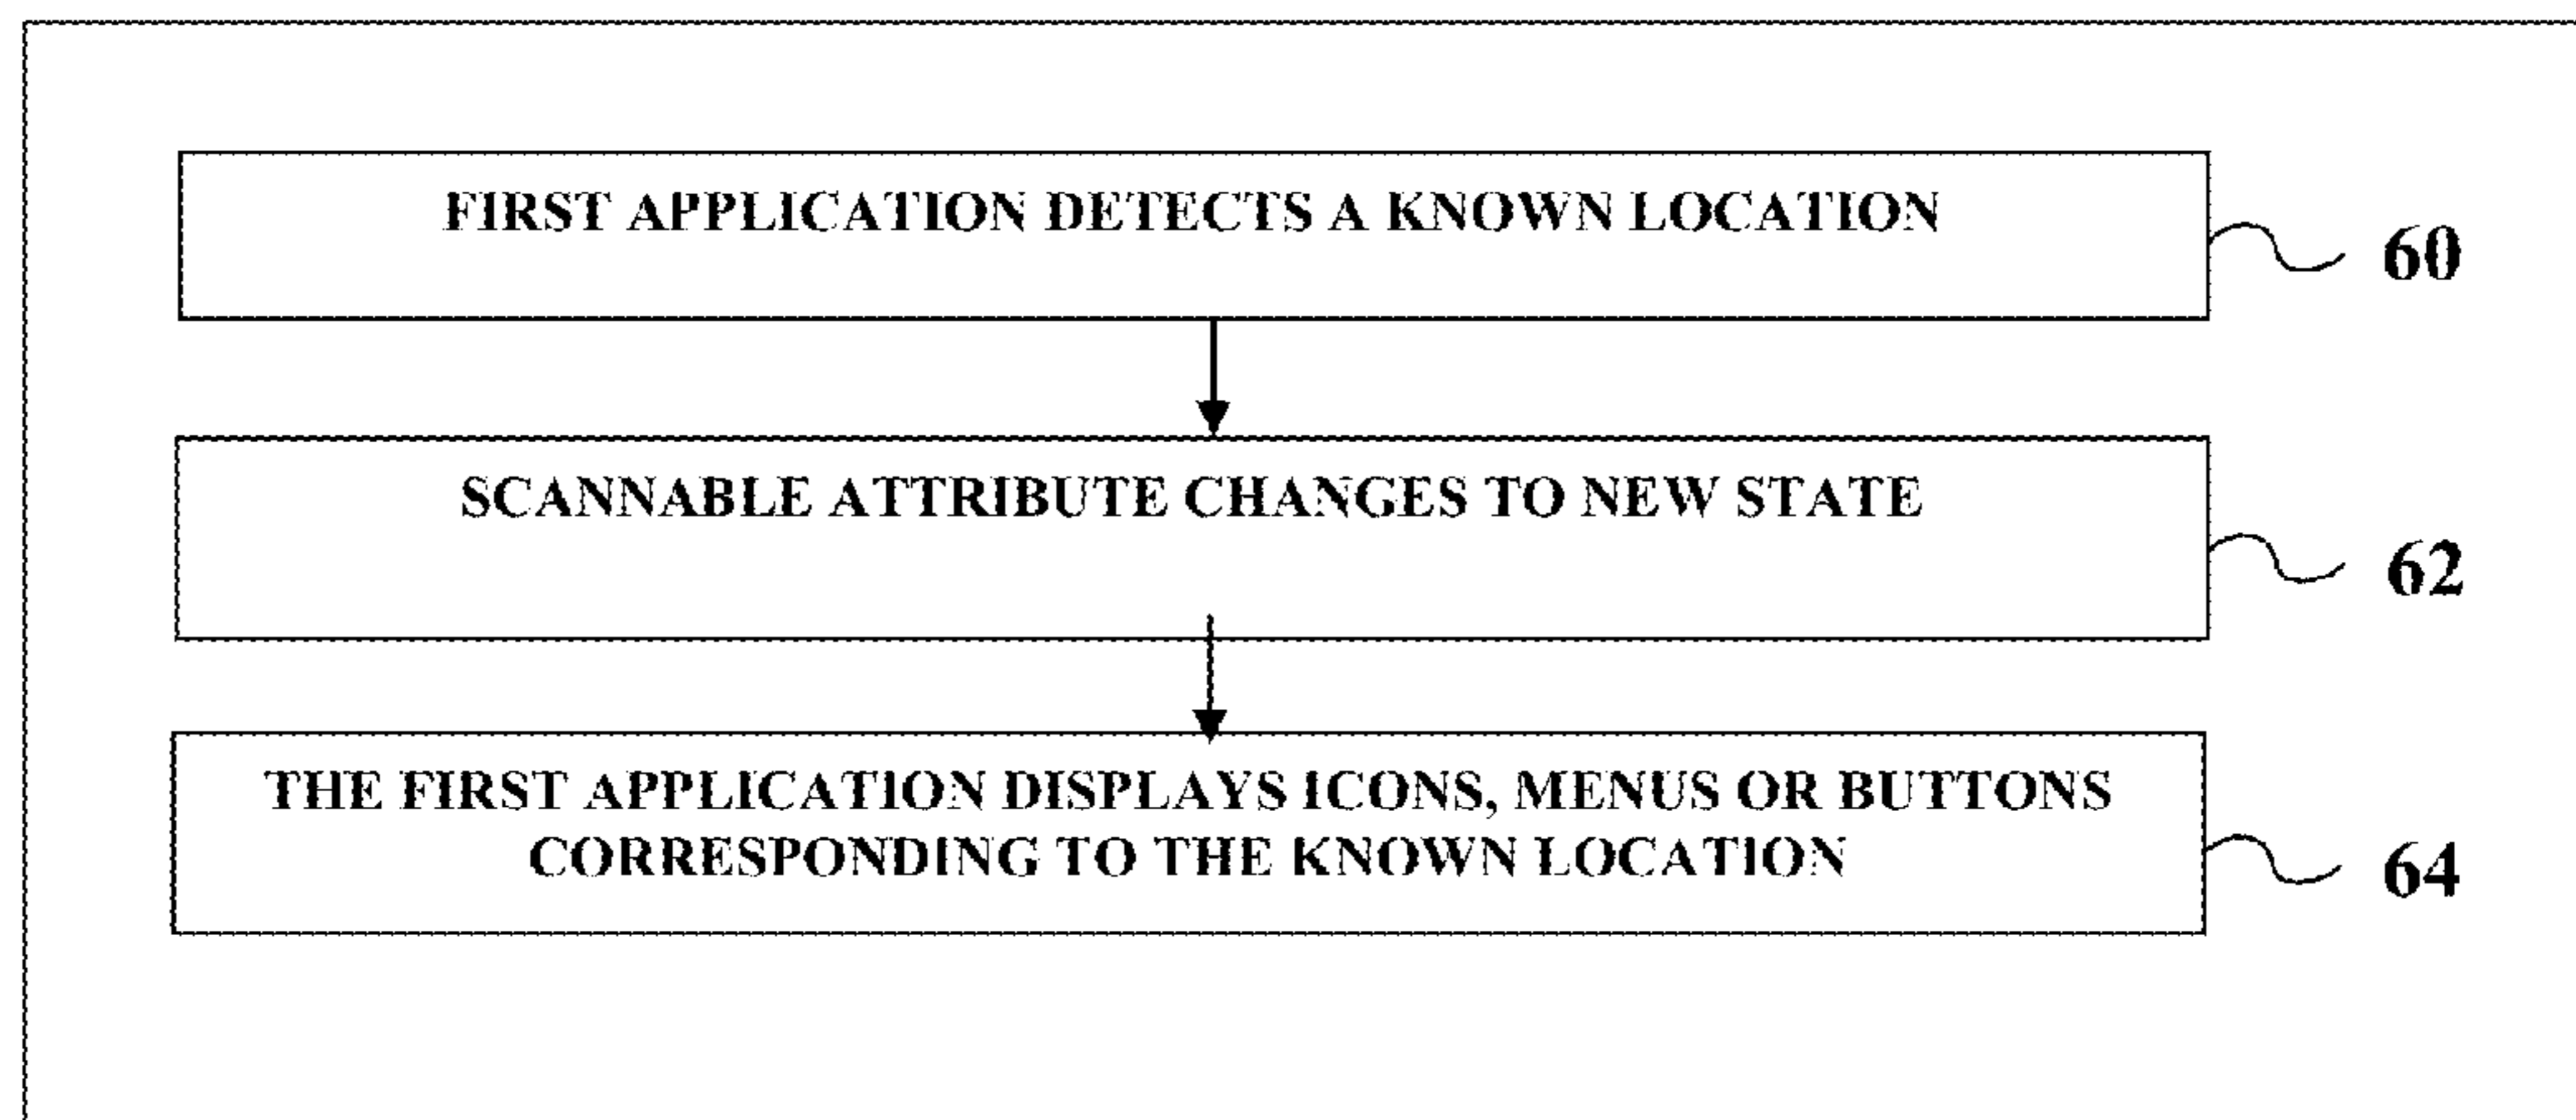 FIRST APPLICATION DETECTS A KNOWN LOCATION
60
SCANNABLE ATTRIBUTE CHANGES TO NEW STATE
62
THE FIRST APPLICATION DISPLAYS ICONS, MENUS OR BUTTONS
CORRESPONDING TO THE KNOWN LOCATION
64